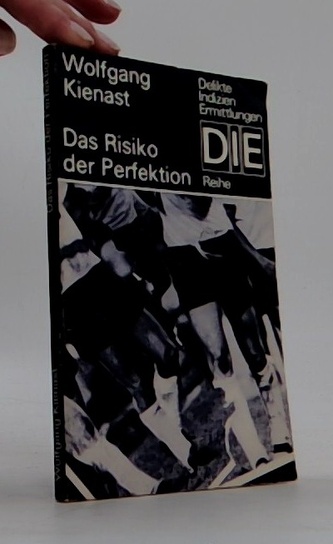 Wolfgang
Kienast
Das Risiko
der Perfektion
Delikte
Indizien
Ermittlungen
DIE
Reihe
Das Risiko der Perfektion
Wolfgang Kienast